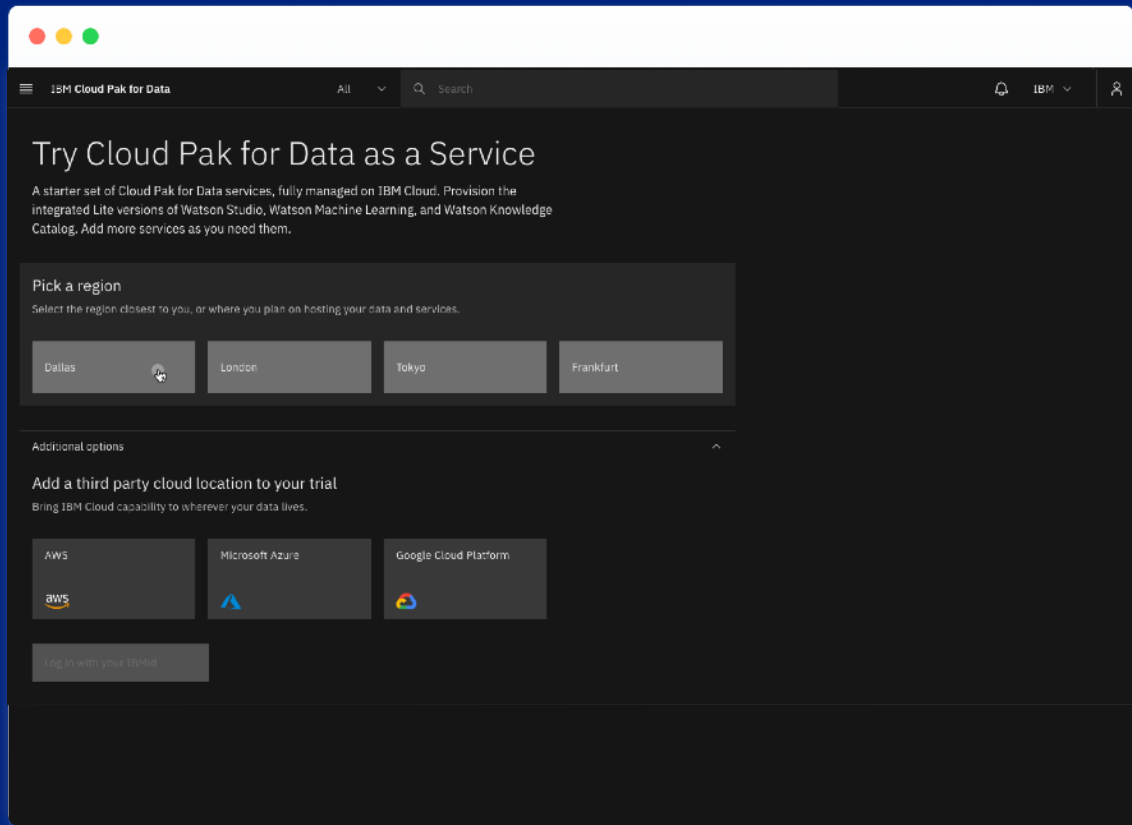 IBM Cloud Pak for Data
All
Search
IBM
Try Cloud Pak for Data as a Service
A starter set of Cloud Pak for Data services, fully managed on IBM Cloud. Provision the
integrated Lite versions of Watson Studio, Watson Machine Learning, and Watson Knowledge
Catalog. Add more services as you need them.
Pick a region
Select the region closest to you, or where you plan on hosting your data and services.
Dallas
London
Tokyo
Frankfurt
Additional options
Add a third party cloud location to your trial
Bring IBM Cloud capability to wherever your data lives.
AWS
Microsoft Azure
Google Cloud Platform
aws
Log in with your IBMid